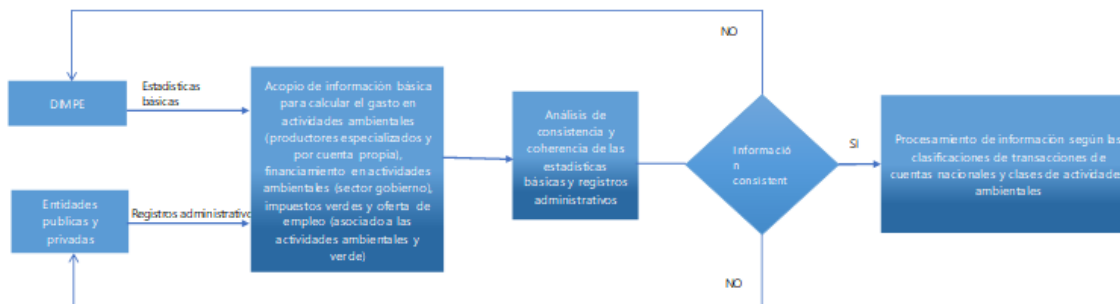 NO
DIMPE
Estadísticas
básicas
Acopio de información básica
para calcular el gasto en
actividades ambientales
(productores especializados y
por cuenta propia),
financiamiento en actividades
ambientales (sector gobierno),
impuestos verdes y oferta de
empleo (asociado a las
actividades ambientales y
verde)
Análisis de
consistencia y
coherencia de las
estadísticas
básicas y registros
administrativos
Informació
n
consistent
SI
Procesamiento de información según las
clasificaciones de transacciones de
cuentas nacionales y clases de actividade
ambientales
Entidades
publicas y
privadas
Registros administrativo
NO